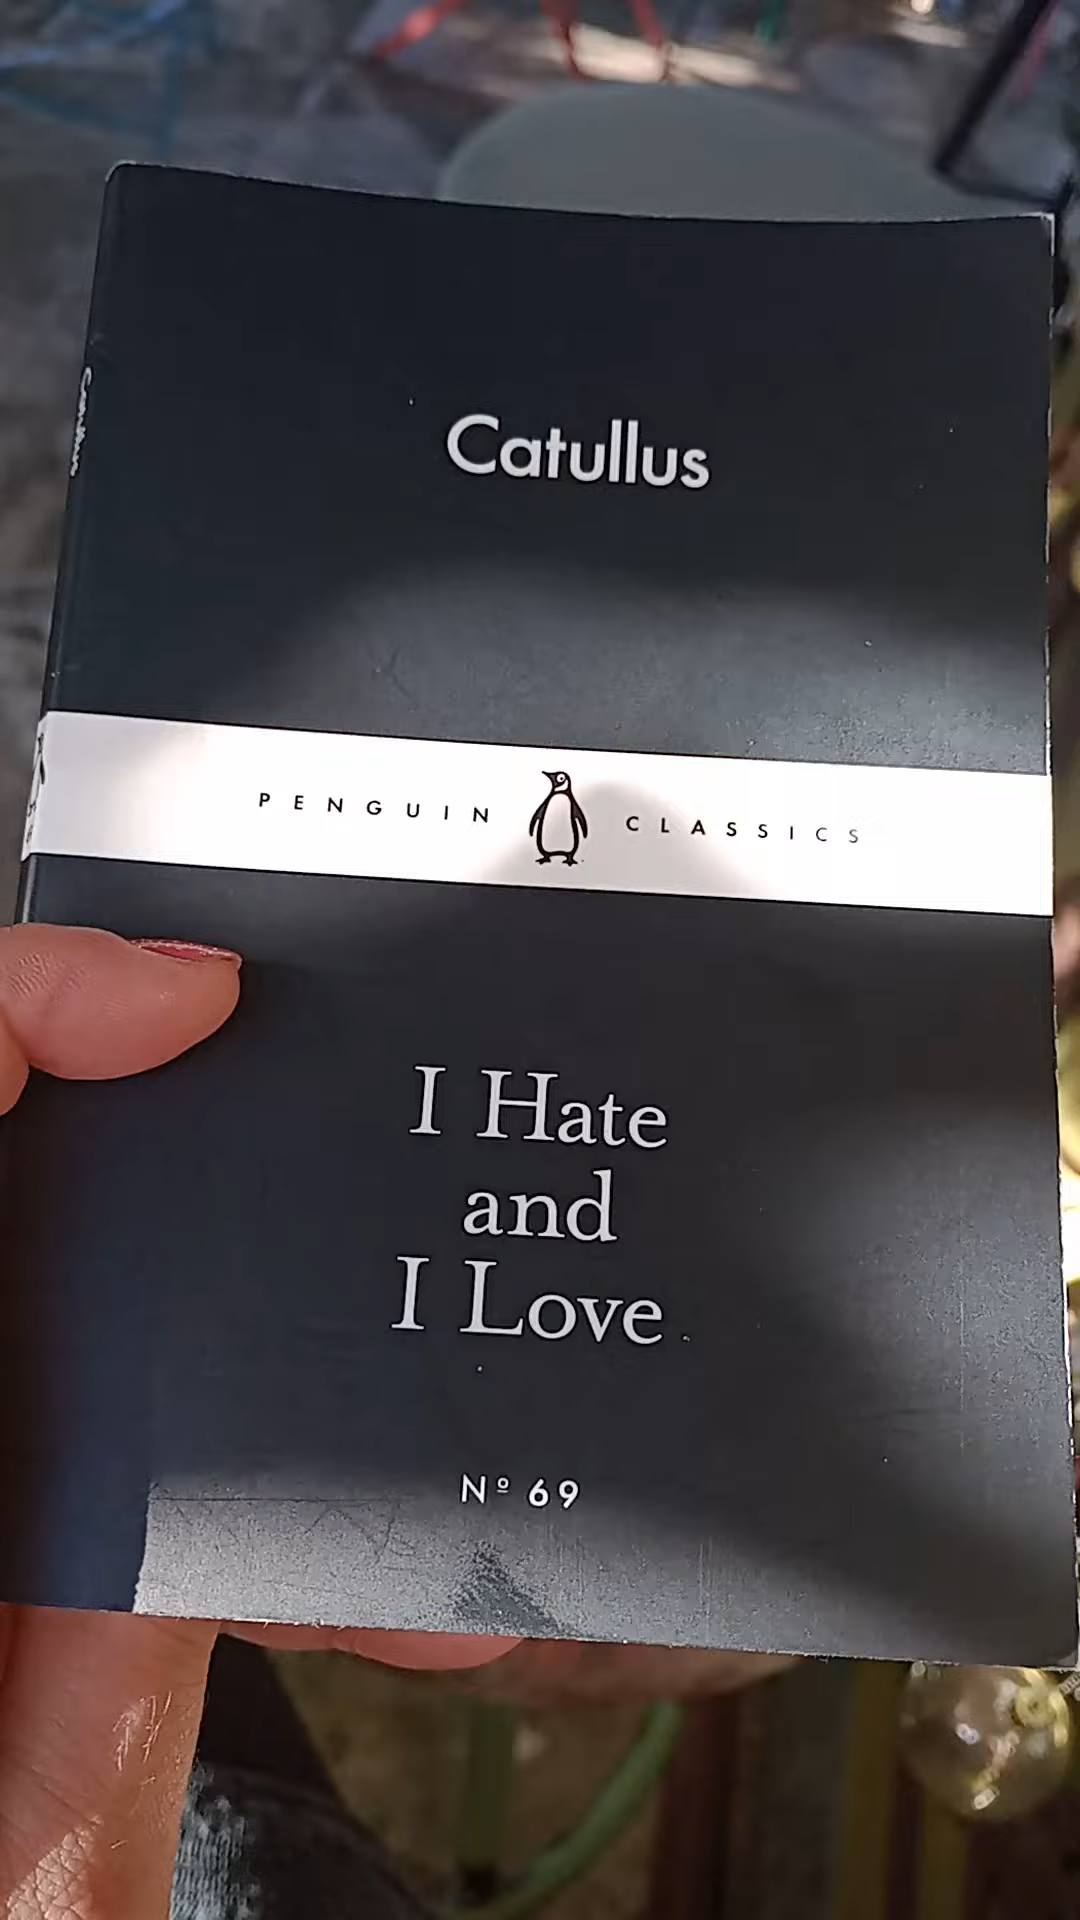 Catullus
PENGUIN CLASSICS
I Hate
and
I Love
Nº 69